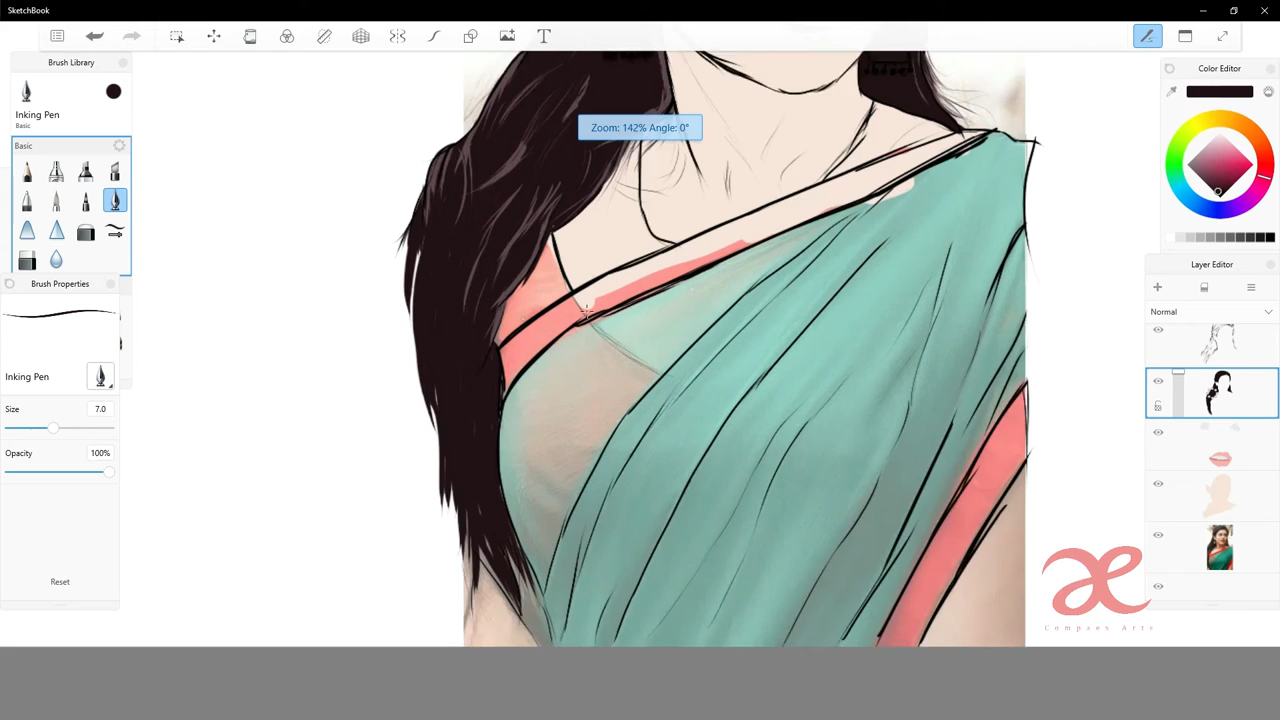 SketchBook
Brush Library
Inking Pen
Basic
Basic
Zoom: 142% Angle: 0°
Brush Properties
Inking Pen
Size 7.0
Opacity 100%
Reset
Color Editor
Layer Editor
Normal
æ
Compaex Arts